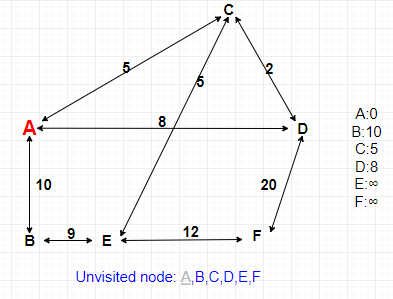 C
5
5
2
A
8
D
A:0
B:10
C:5
D:8
E:∞
F:∞
10
20
B
9
E
12
F
Unvisited node: A,B,C,D,E,F